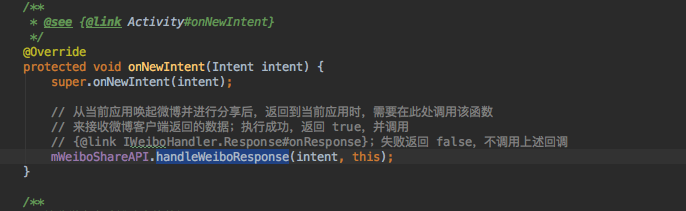 /**
 * @see {@link Activity#onNewIntent}
 */
@Override
protected void onNewIntent(Intent intent) {
    super.onNewIntent(intent);
    // 从当前应用唤起微博并进行分享后，返回到当前应用时，需要在此处调用该函数
    // 来接收微博客户端返回的数据；执行成功，返回 true，并调用
    // {@link IWeiboHandler.Response#onResponse}；失败返回 false，不调用上述回调
    mWeiboShareAPI.handleWeiboResponse(intent, this);
}
/**